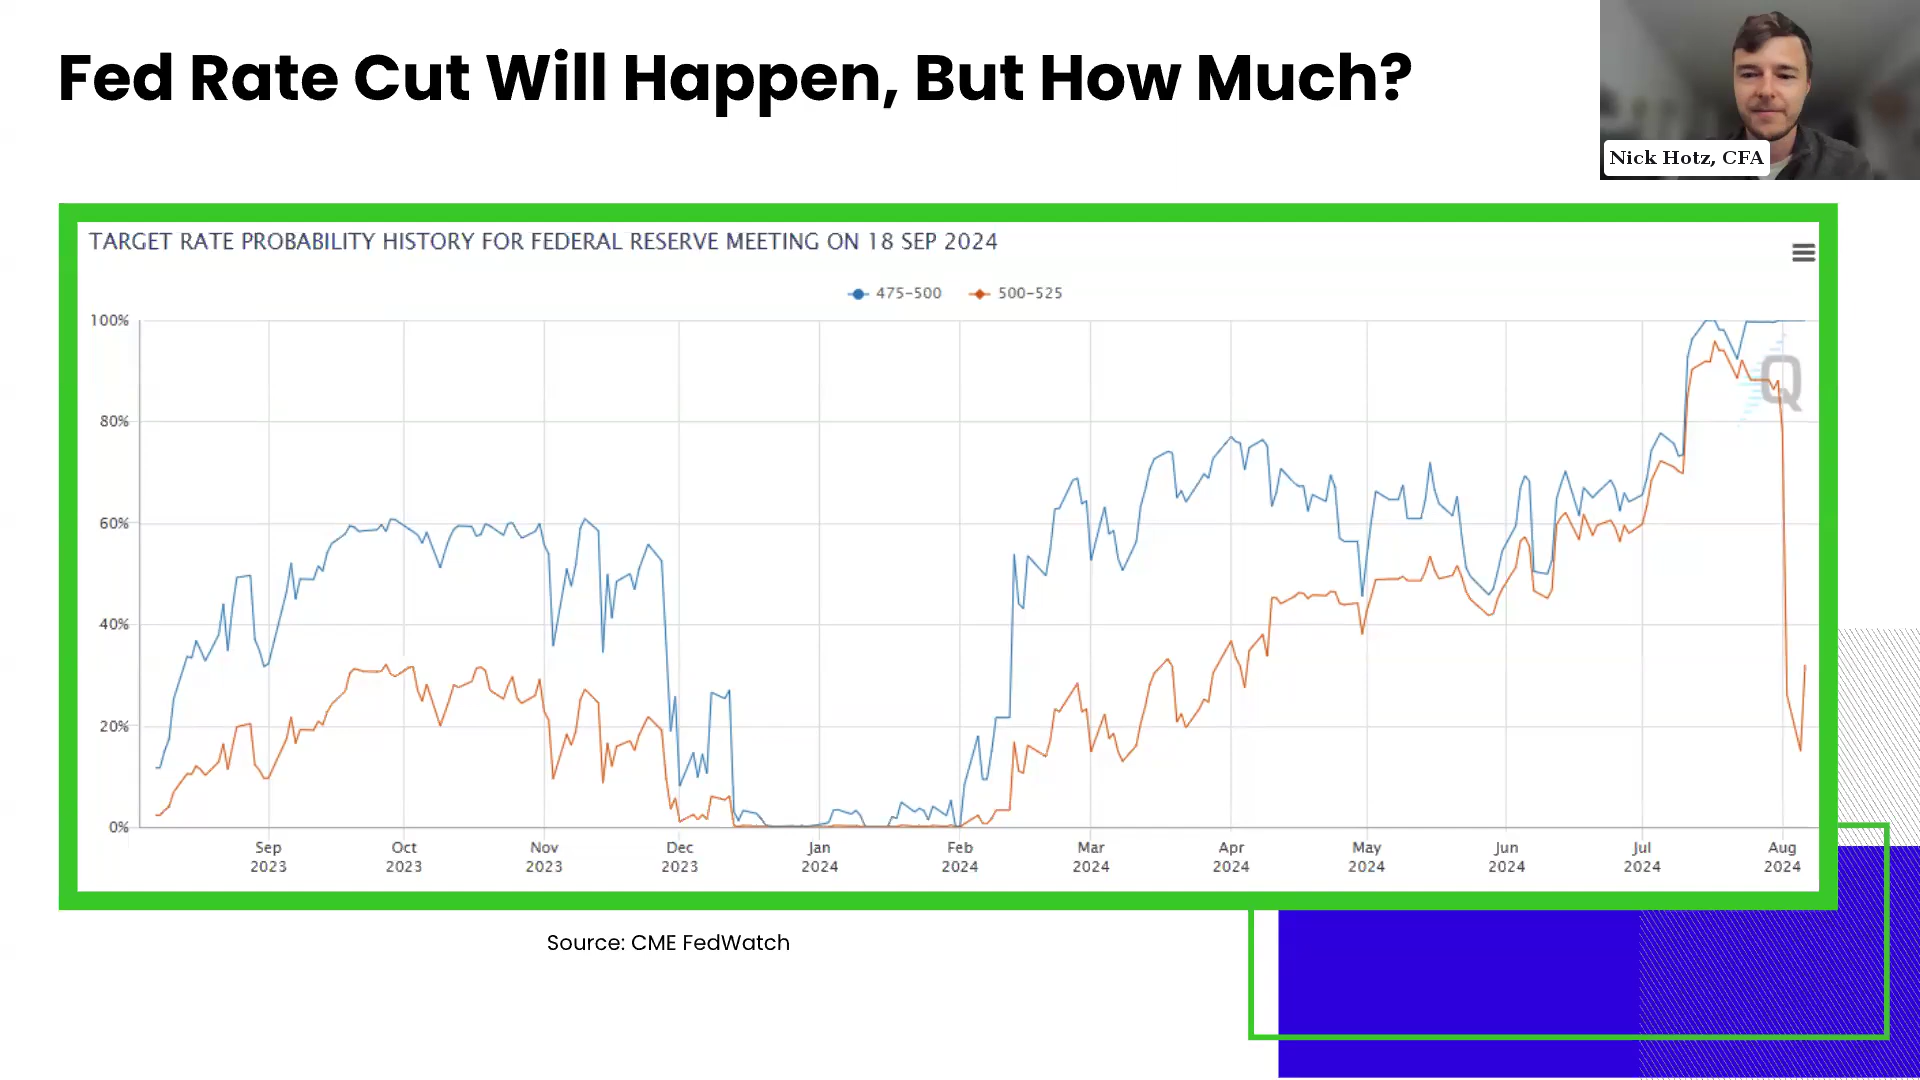 Fed Rate Cut Will Happen, But How Much?
Nick Hotz, CFA
TARGET RATE PROBABILITY HISTORY FOR FEDERAL RESERVE MEETING ON 18 SEP 2024
475-500 500-525
100%
80%
60%
40%
20%
0%
Sep Oct Nov Dec Jan Feb Mar Apr May Jun Jul Aug
2023 2023 2023 2023 2024 2024 2024 2024 2024 2024 2024 2024
Q
Source: CME FedWatch